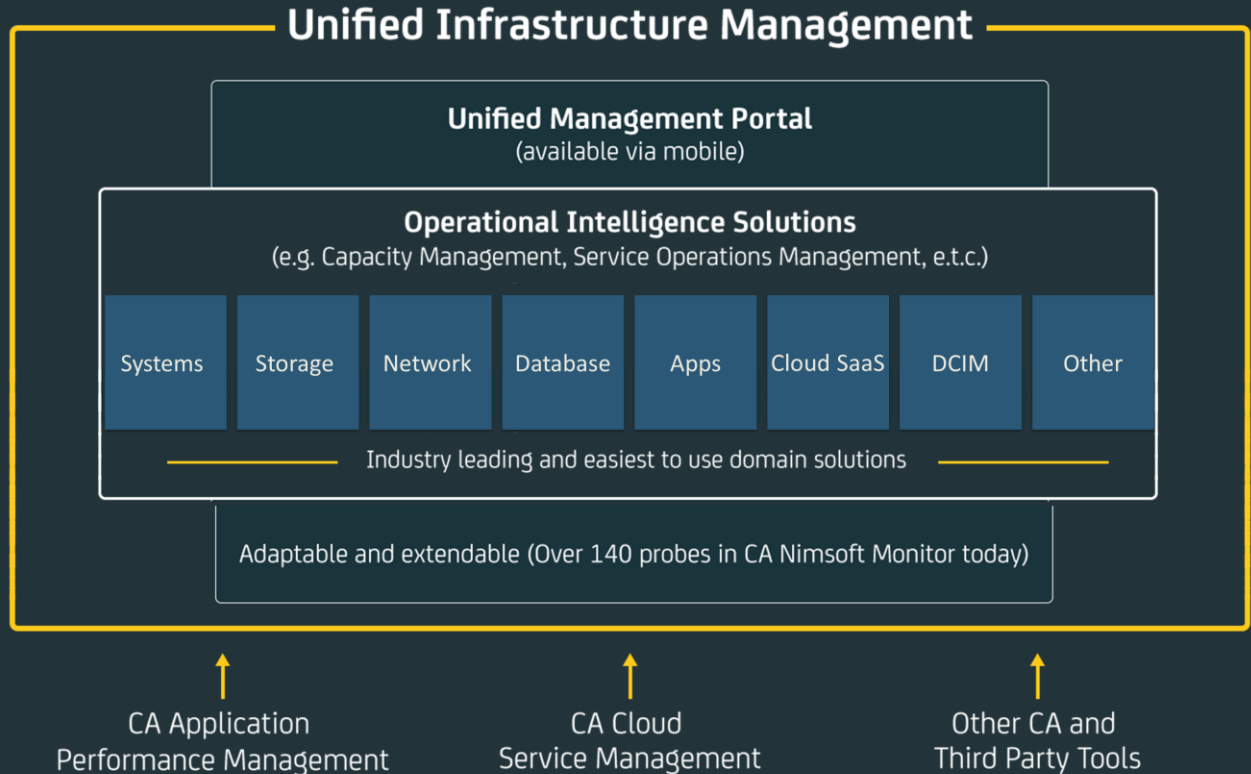 Unified Infrastructure Management
Unified Management Portal
(available via mobile)
Operational Intelligence Solutions
(e.g. Capacity Management, Service Operations Management, e.t.c.)
Systems
Storage
Network
Database
Apps
Cloud SaaS
DCIM
Other
Industry leading and easiest to use domain solutions
Adaptable and extendable (Over 140 probes in CA Nimsoft Monitor today)
CA Application
Performance Management
CA Cloud
Service Management
Other CA and
Third Party Tools